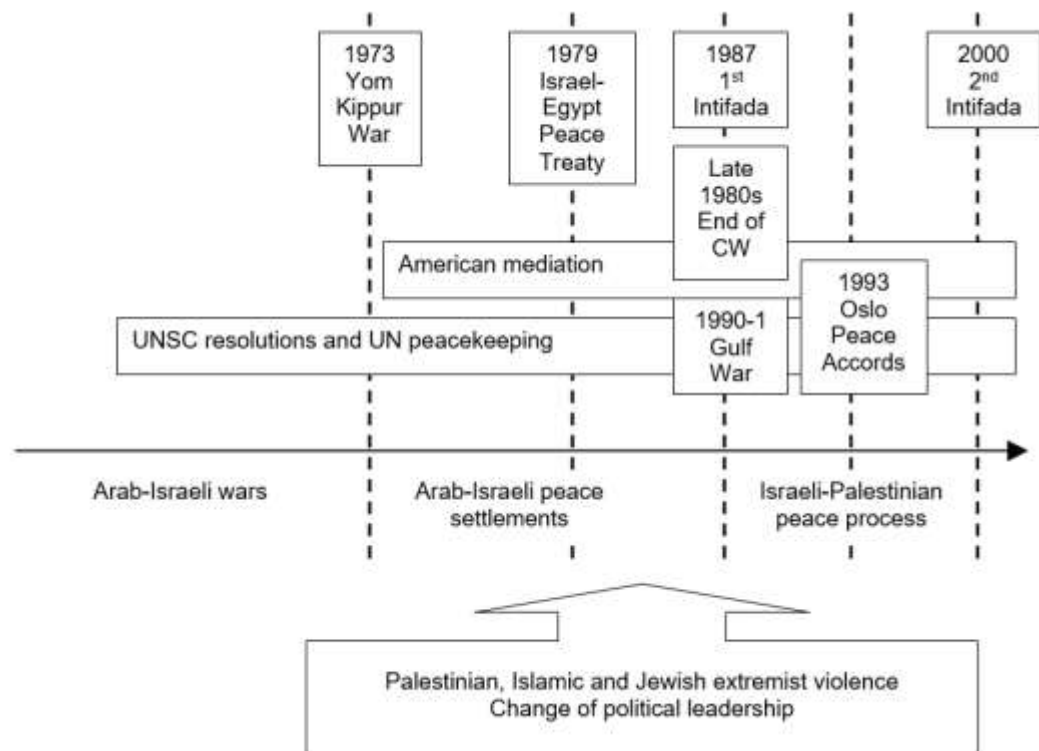 1973
Yom
Kippur
War
1979
Israel-
Egypt
Peace
Treaty
1987
1st
Intifada
2000
2nd
Intifada
Late
1980s
End of
CW
American mediation
1993
Oslo
Peace
Accords
UNSC resolutions and UN peacekeeping
1990-1
Gulf
War
Arab-Israeli wars
Arab-Israeli peace
settlements
Israeli-Palestinian
peace process
Palestinian, Islamic and Jewish extremist violence
Change of political leadership